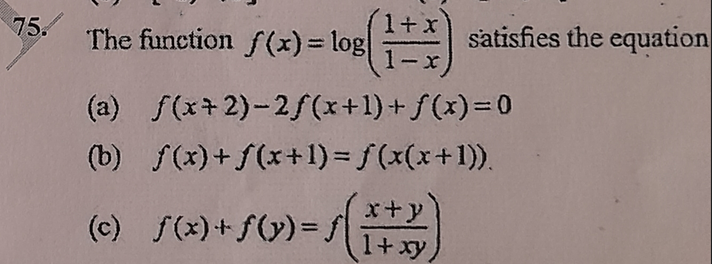 75. The function f(x) = log((1+x)/(1−x)) satisfies the equation
(a) f(x+2)−2f(x+1)+f(x)=0
(b) f(x)+f(x+1)=f(x(x+1)).
(c) f(x)+f(y)=f((x+y)/(1+xy))